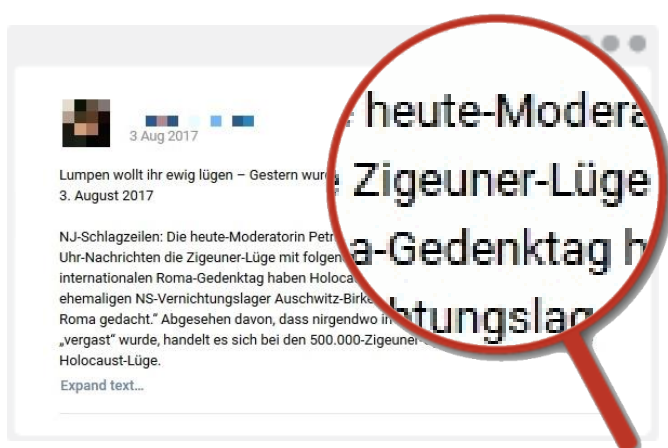 3 Aug 2017
Lumpen wollt ihr ewig lügen – Gestern
3. August 2017
NJ-Schlagzeilen: Die heute-Moderatorin
Uhr-Nachrichten die Zigeuner-Lüge mit
internationalen Roma-Gedenktag haben
ehemaligen NS-Vernichtungslager
Roma gedacht.“ Abgesehen davon, dass nirgendwo
„vergast“ wurde, handelt es sich bei den
Holocaust-Lüge.
Expand text...
heute-Modera
Zigeuner-Lüge
a-Gedenktag h
htungslag